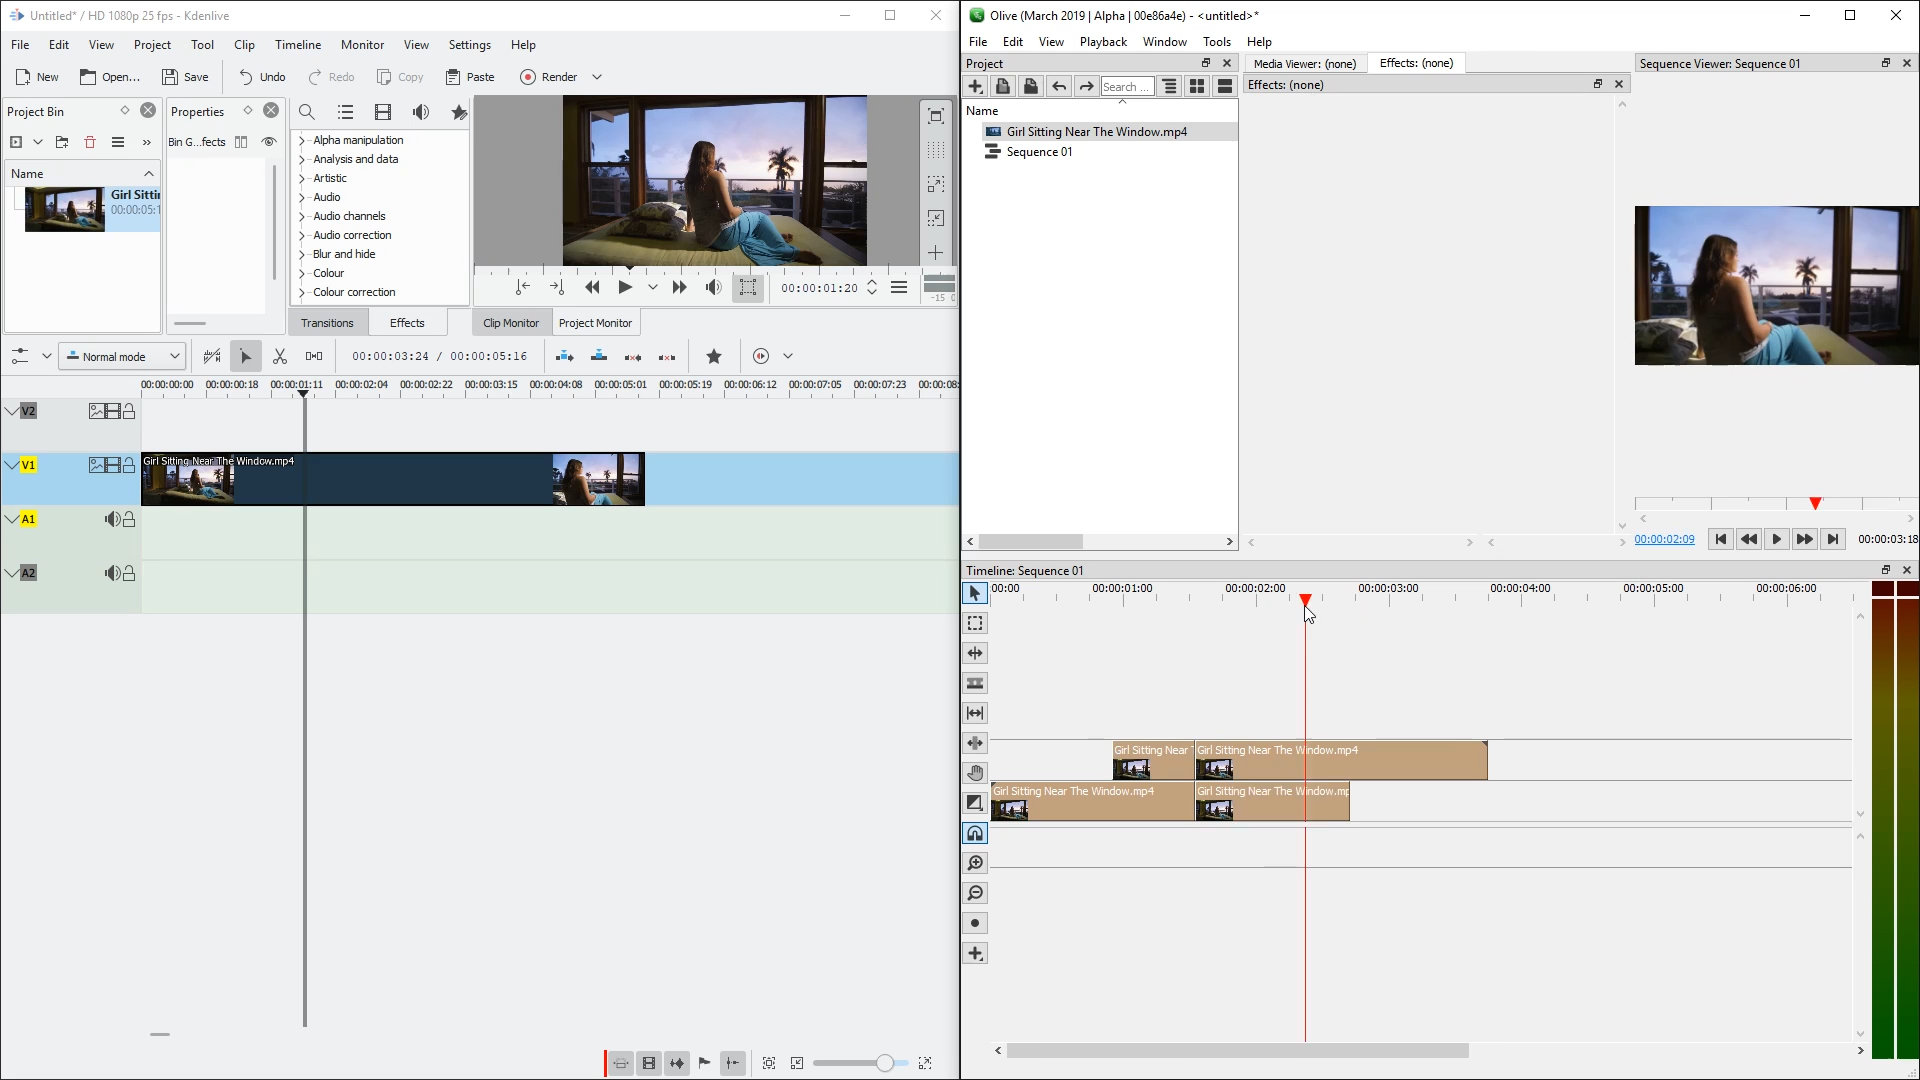 Untitled* / HD 1080p 25 fps - Kdenlive
File Edit View Project Tool Clip Timeline Monitor View Settings Help
New Open... Save Undo Redo Copy Paste Render
Project Bin
Properties
Bin G...fects
Name
Girl Sittin
00:00:05:1
Alpha manipulation
Analysis and data
Artistic
Audio
Audio channels
Audio correction
Blur and hide
Colour
Colour correction
Transitions Effects
00:00:01:20
-15 0
Clip Monitor Project Monitor
Normal mode
00:00:03:24 / 00:00:05:16
00:00:00:00 00:00:00:18 00:00:01:11 00:00:02:04 00:00:02:22 00:00:03:15 00:00:04:08 00:00:05:01 00:00:05:19 00:00:06:12 00:00:07:05 00:00:07:23 00:00:08:
V2
V1
Girl Sitting Near The Window.mp4
A1
A2
Olive (March 2019 | Alpha | 00e86a4e) - <untitled>*
File Edit View Playback Window Tools Help
Project
Search ...
Name
Girl Sitting Near The Window.mp4
Sequence 01
Media Viewer: (none) Effects: (none)
Effects: (none)
Sequence Viewer: Sequence 01
00:00:02:09
00:00:03:18
Timeline: Sequence 01
00:00 00:00:01:00 00:00:02:00 00:00:03:00 00:00:04:00 00:00:05:00 00:00:06:00
Girl Sitting Near T
Girl Sitting Near The Window.mp4
Girl Sitting Near The Window.mp4
Girl Sitting Near The Window.mp